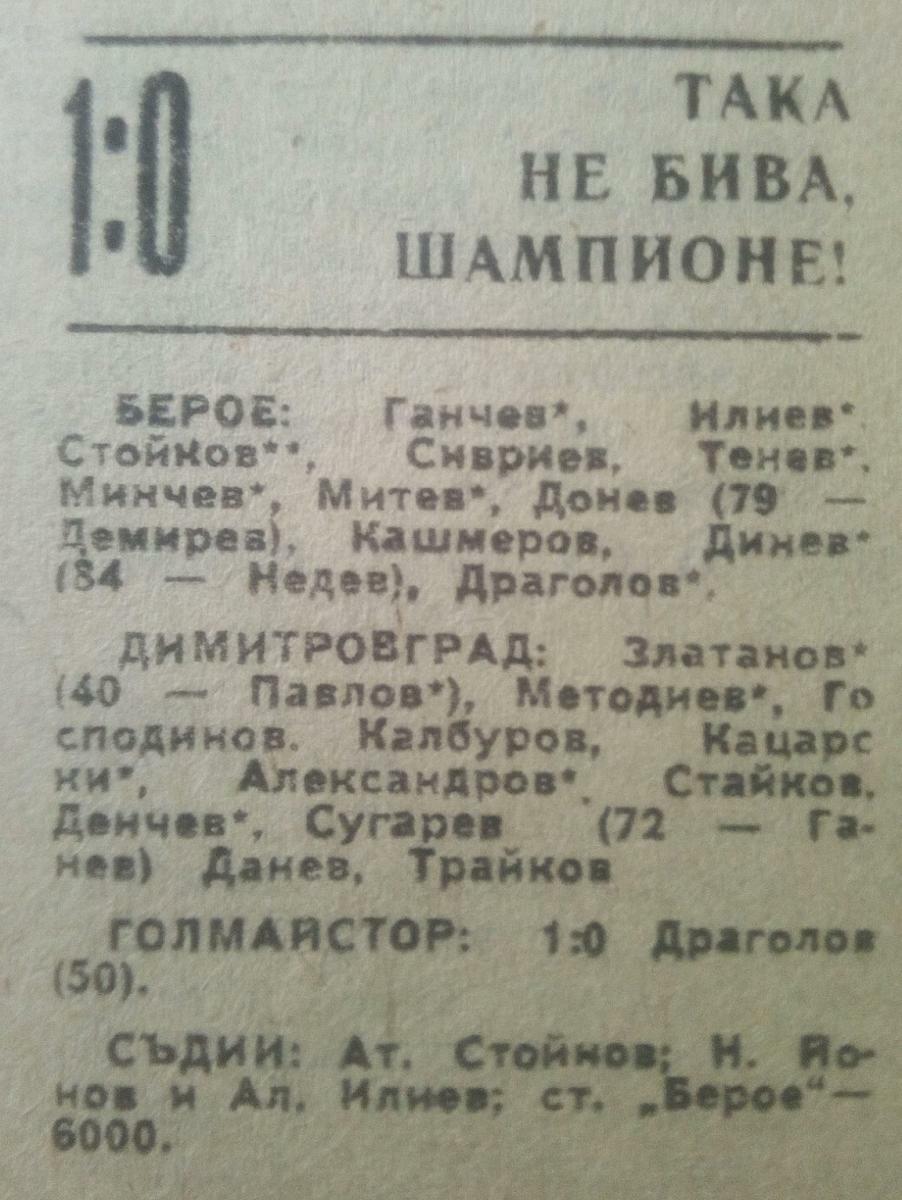 1:0
ТАКА
НЕ БИВА,
ШАМПИОНЕ!
БЕРОЕ: Ганчев*, Илиев*
Стойков**, Сивриев, Тенев*,
Минчев*, Митев*, Донев (79 —
Демирев), Кашмеров, Динев*
(84 — Недев), Драголов*.
ДИМИТРОВГРАД: Златанов*
(40 — Павлов*), Методиев*, Го
сподинов. Калбуров, Кацарс
ки*, Александров*, Стайков,
Денчев*, Сугарев (72 — Га-
нев) Данев, Трайков
ГОЛМАЙСТОР: 1:0 Драголов
(50).
СЪДИИ: Ат. Стойнов; Н. Йо-
нов и Ал. Илиев; ст. „Берое“—
6000.